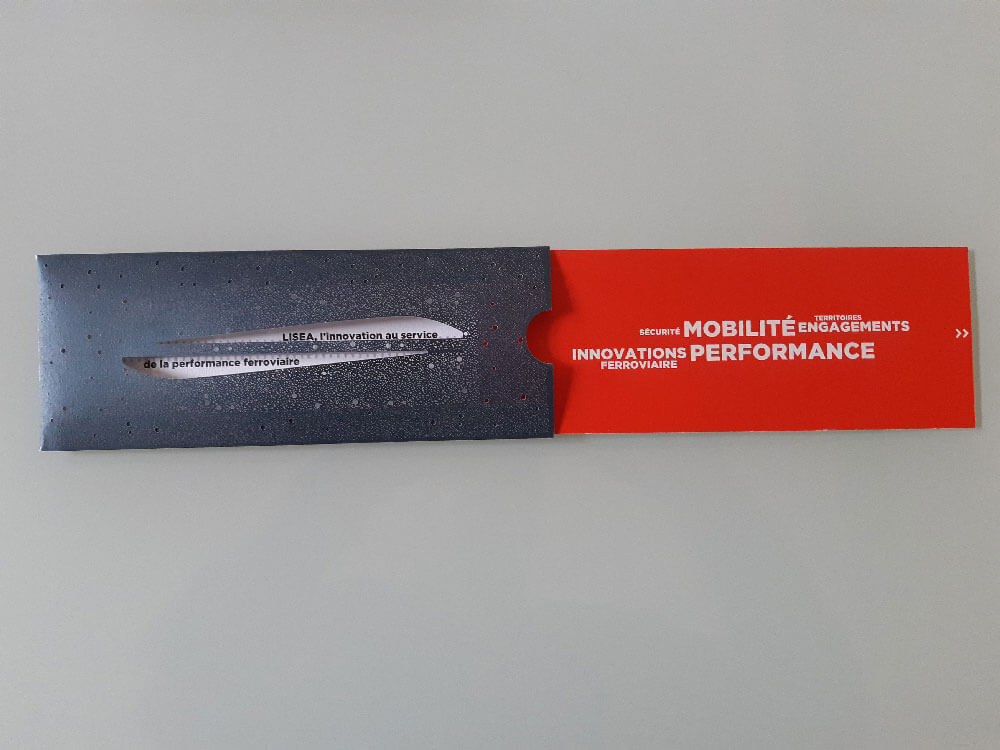 LISEA, l'innovation au service
de la performance ferroviaire
TERRITOIRES
SÉCURITÉ MOBILITÉ ENGAGEMENTS
INNOVATIONS PERFORMANCE
FERROVIAIRE
>>